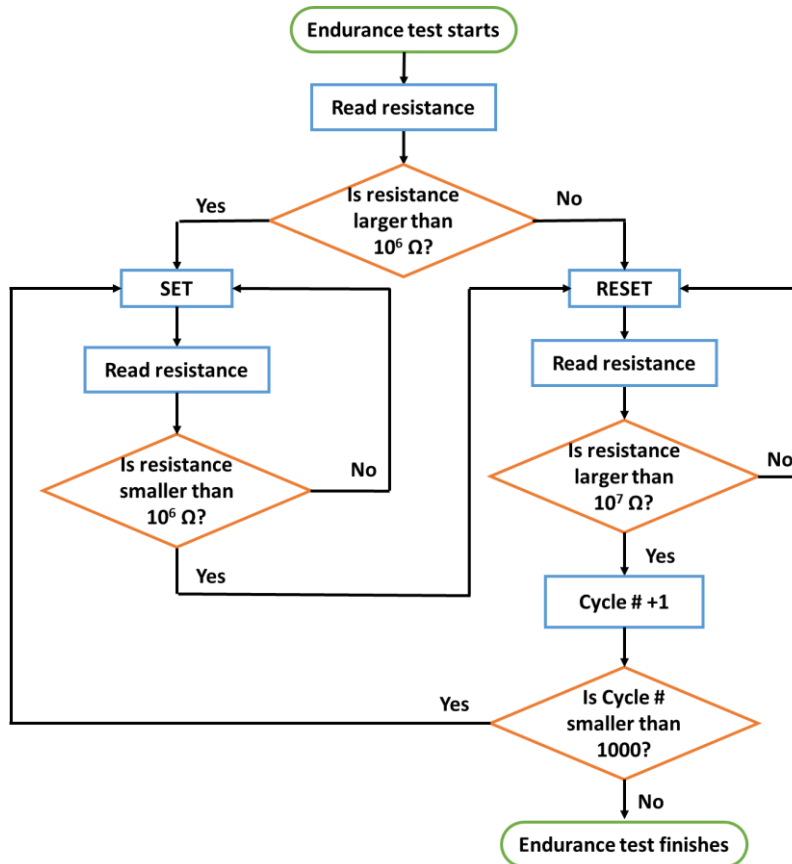 Endurance test starts
Read resistance
Is resistance
larger than
10⁶ Ω?
Yes
No
SET
RESET
Read resistance
Read resistance
Is resistance
smaller than
10⁶ Ω?
No
Yes
Is resistance
larger than
10⁷ Ω?
No
Yes
Cycle # +1
Is Cycle #
smaller than
1000?
Yes
No
Endurance test finishes